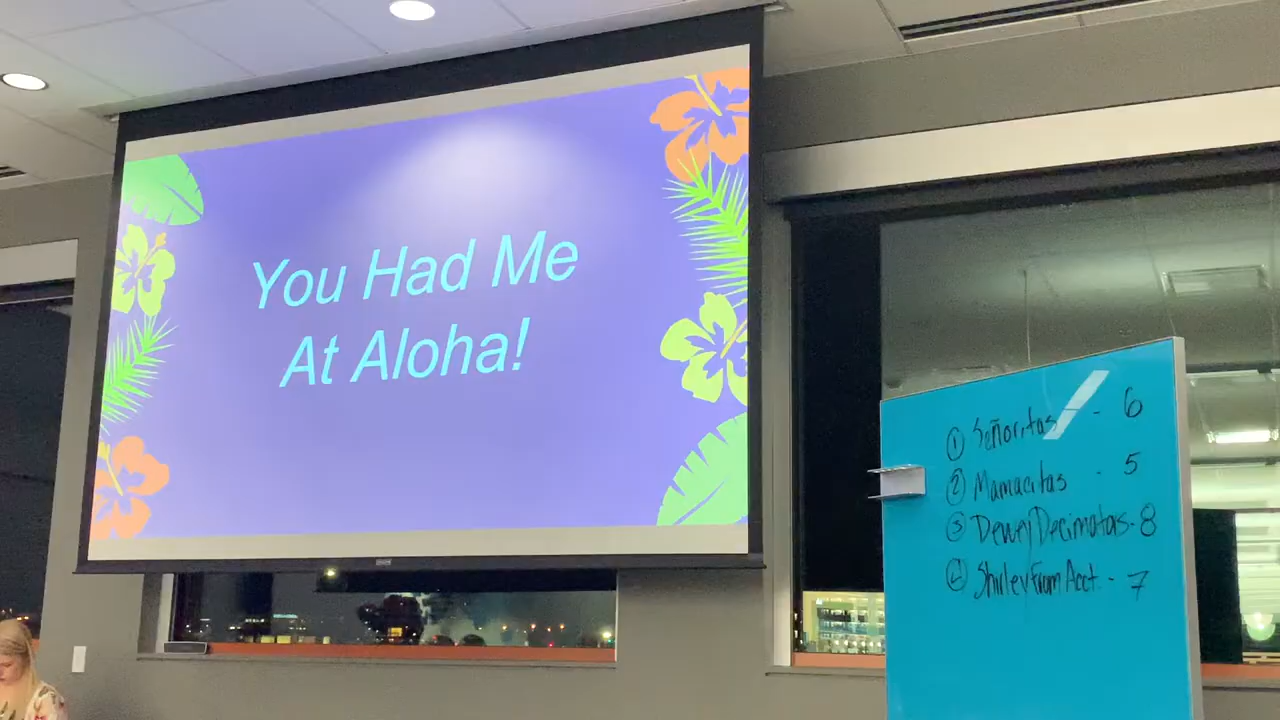 You Had Me
At Aloha!
① Señoritas - 6
② Mamacitas - 5
③ Dewey Decimators - 8
④ Shirley From Acct. - 7